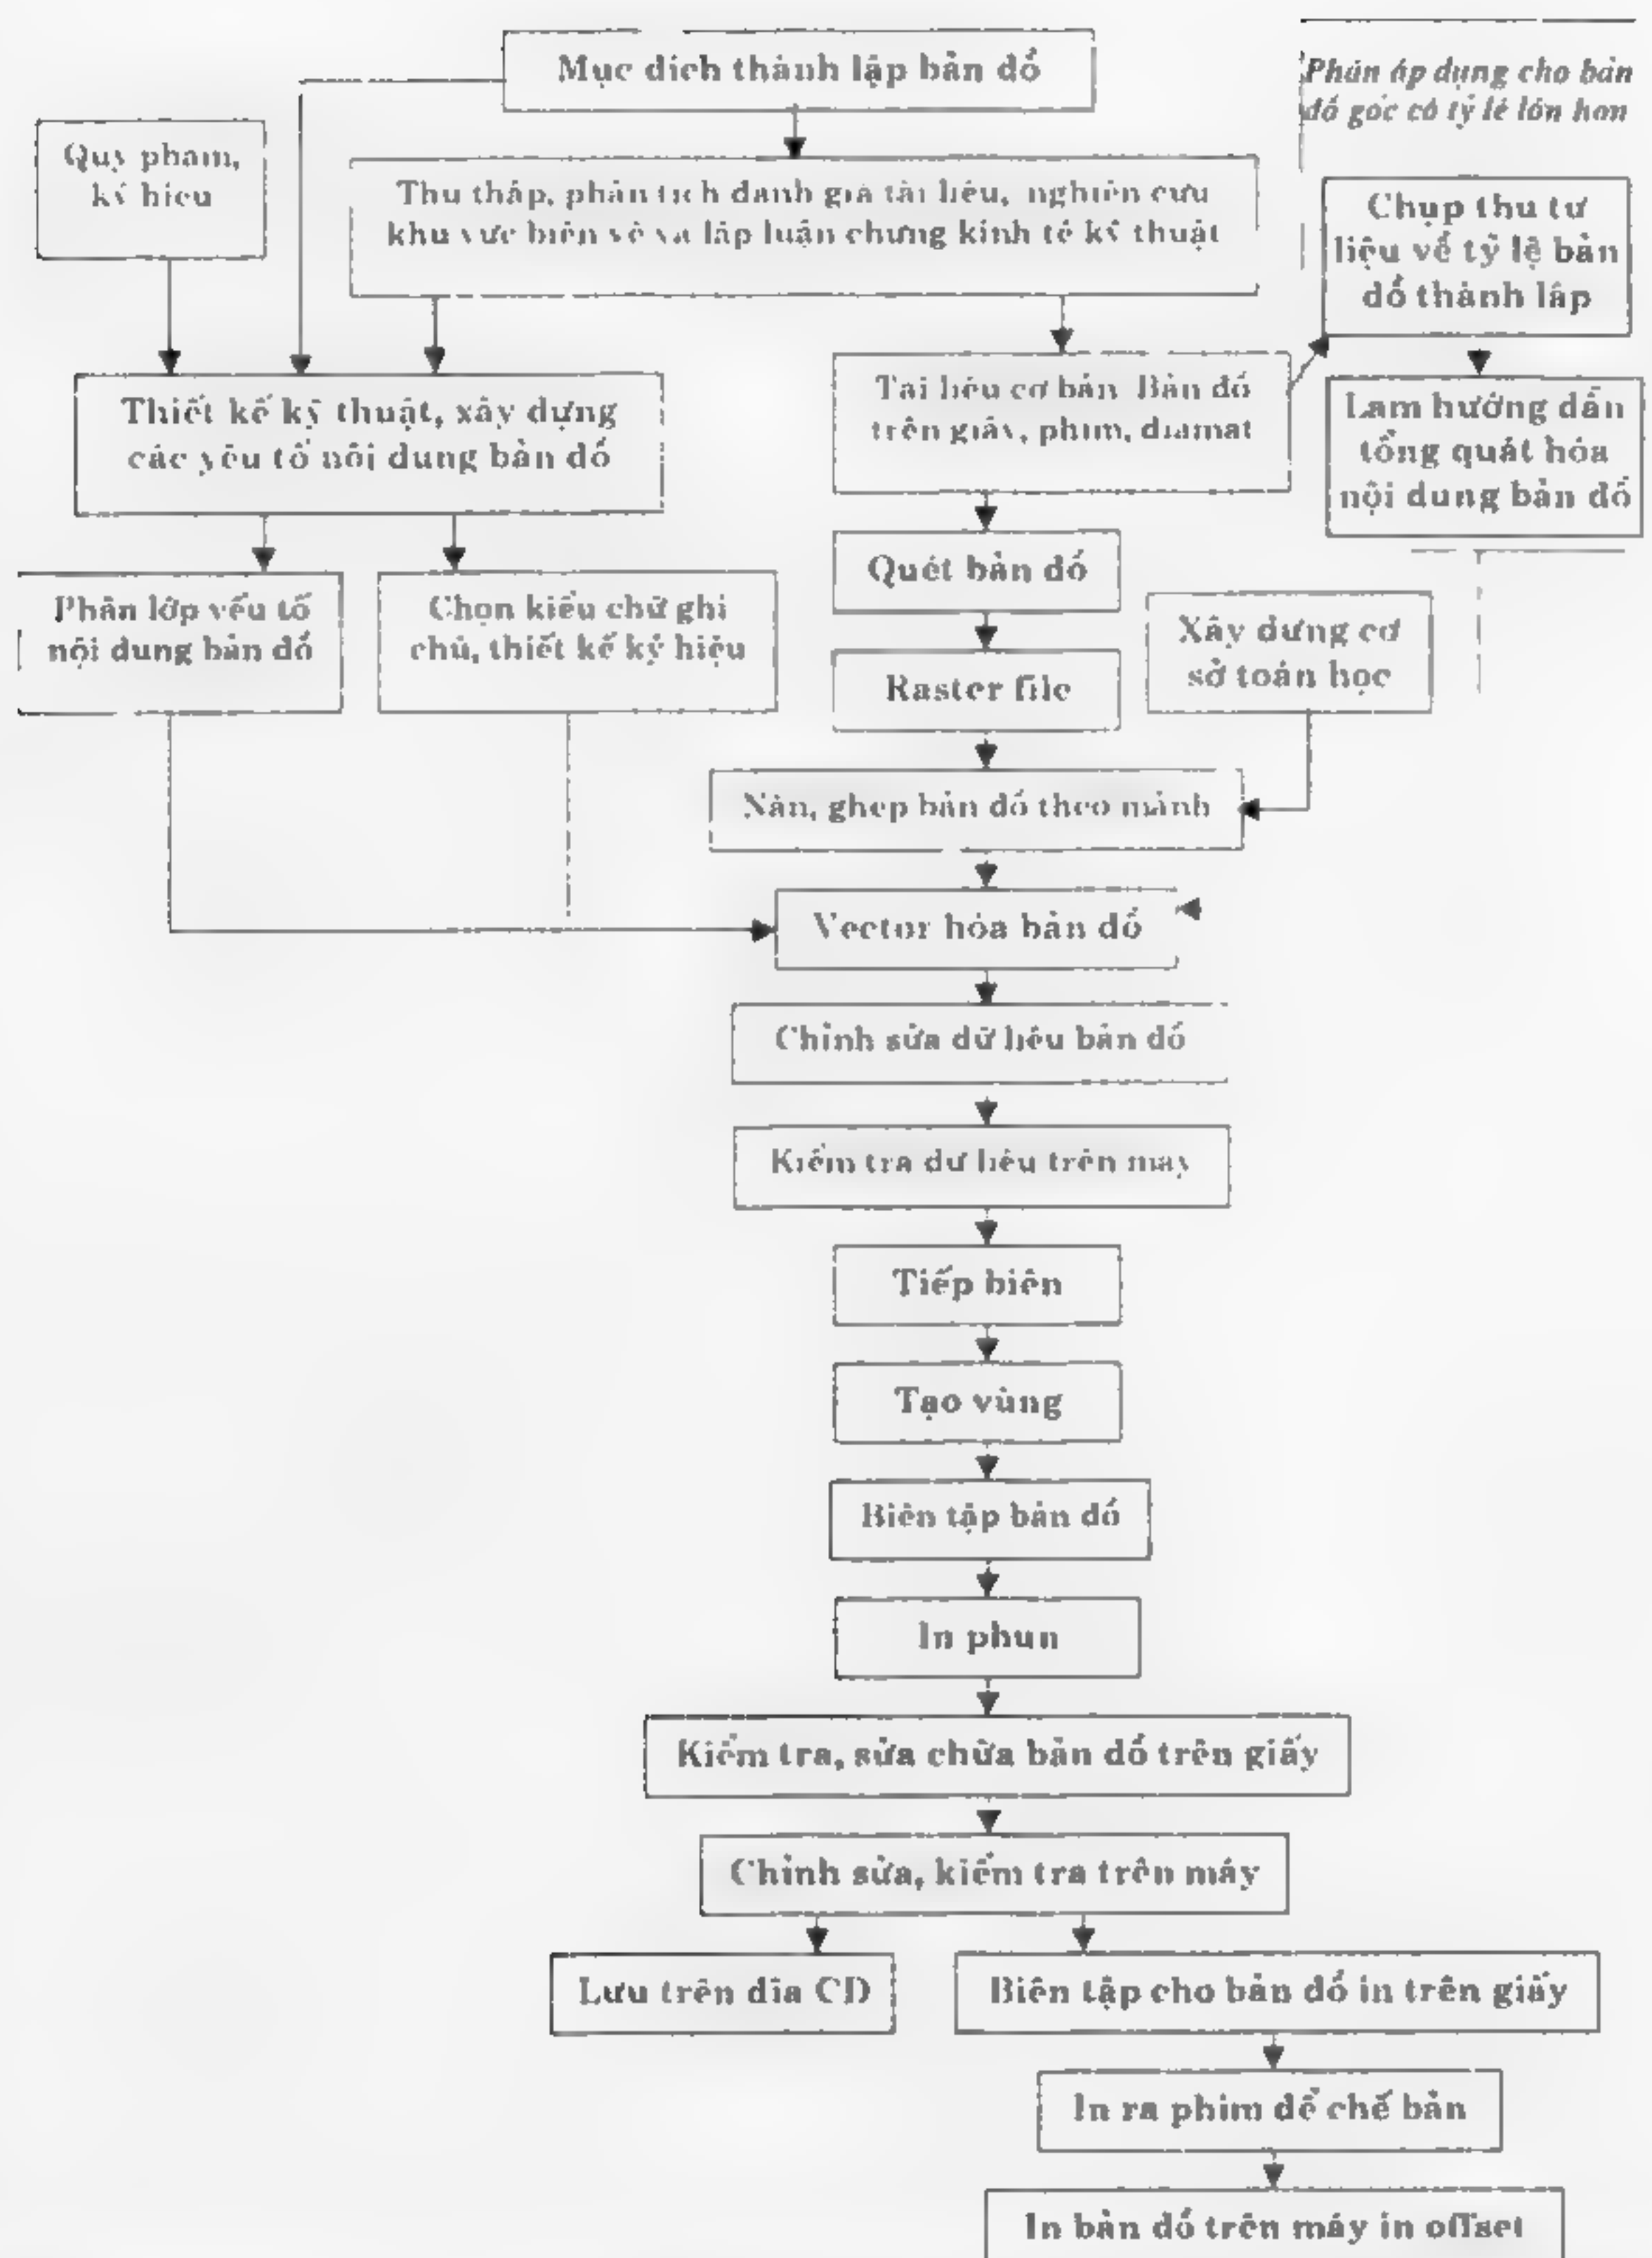 Mục đích thành lập bản đồ
Phần áp dụng cho bản
đồ gốc có tỷ lệ lớn hơn
Quy phạm,
ký hiệu
Thu thập, phân tích đánh giá tài liệu, nghiên cứu
khu vực biên vẽ và lập luận chứng kinh tế kỹ thuật
Chụp thu tư
liệu về tỷ lệ bản
đồ thành lập
Thiết kế kỹ thuật, xây dựng
các yếu tố nội dung bản đồ
Tài liệu cơ bản Bản đồ
trên giấy, phim, diamat
Làm hướng dẫn
tổng quát hóa
nội dung bản đồ
Phân lớp yếu tố
nội dung bản đồ
Chọn kiểu chữ ghi
chú, thiết kế ký hiệu
Quét bản đồ
Xây dựng cơ
sở toán học
Raster file
Nắn, ghép bản đồ theo mảnh
Vector hóa bản đồ
Chỉnh sửa dữ liệu bản đồ
Kiểm tra dữ liệu trên máy
Tiếp biên
Tạo vùng
Biên tập bản đồ
In phun
Kiểm tra, sửa chữa bản đồ trên giấy
Chỉnh sửa, kiểm tra trên máy
Lưu trên đĩa CD
Biên tập cho bản đồ in trên giấy
In ra phim để chế bản
In bản đồ trên máy in offset